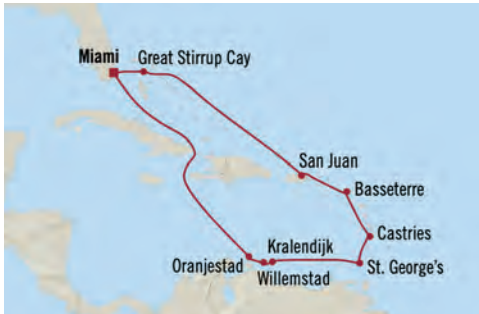 Miami
Great Stirrup Cay
San Juan
Basseterre
Castries
St. George's
Kralendijk
Willemstad
Oranjestad